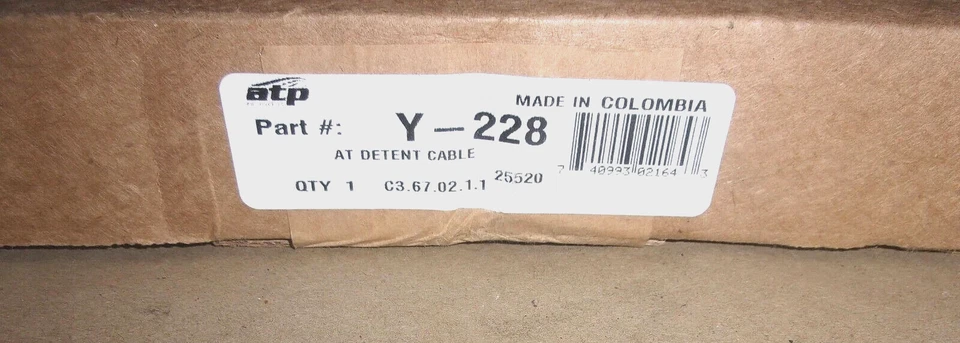 atp
MADE IN COLOMBIA
Part #: Y-228
AT DETENT CABLE
QTY 1 C3.67.02.1.1 25520
7 40993 02164 3